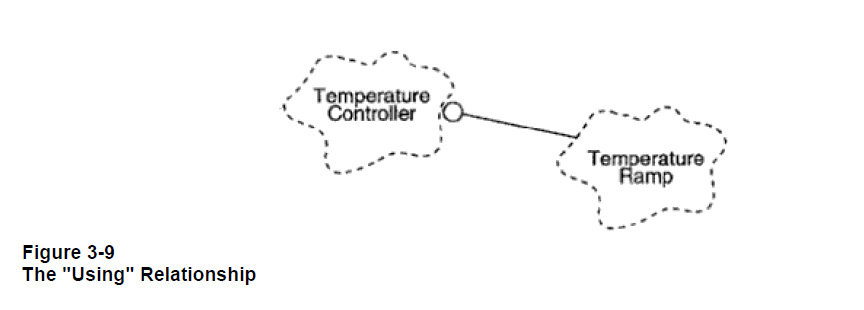 Temperature
Controller
Temperature
Ramp
Figure 3-9
The "Using" Relationship